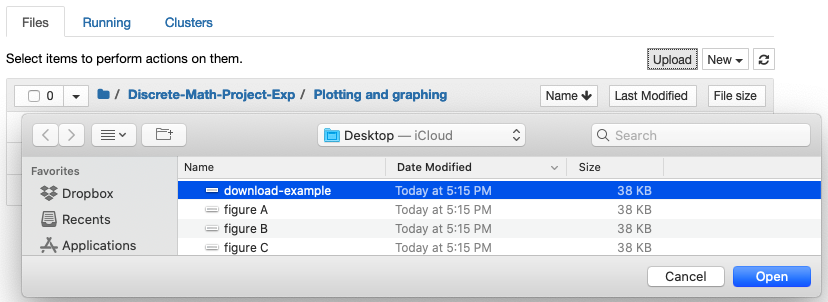 Files Running Clusters
Select items to perform actions on them. Upload New
0 / Discrete-Math-Project-Exp / Plotting and graphing Name Last Modified File size
Desktop — iCloud Search
Favorites Name Date Modified Size
Dropbox download-example Today at 5:15 PM 38 KB
Recents figure A Today at 5:15 PM 38 KB
figure B Today at 5:15 PM 38 KB
Applications figure C Today at 5:15 PM 38 KB
Cancel Open